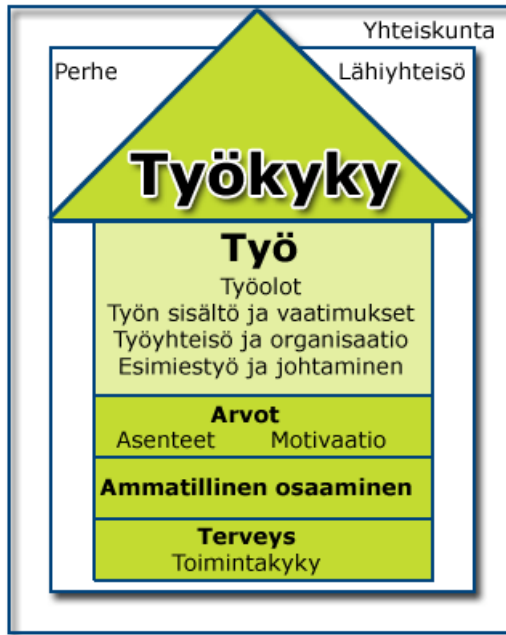 Yhteiskunta
Perhe Lähiyhteisö
Työkyky
Työ
Työolot
Työn sisältö ja vaatimukset
Työyhteisö ja organisaatio
Esimiestyö ja johtaminen
Arvot
Asenteet Motivaatio
Ammatillinen osaaminen
Terveys
Toimintakyky